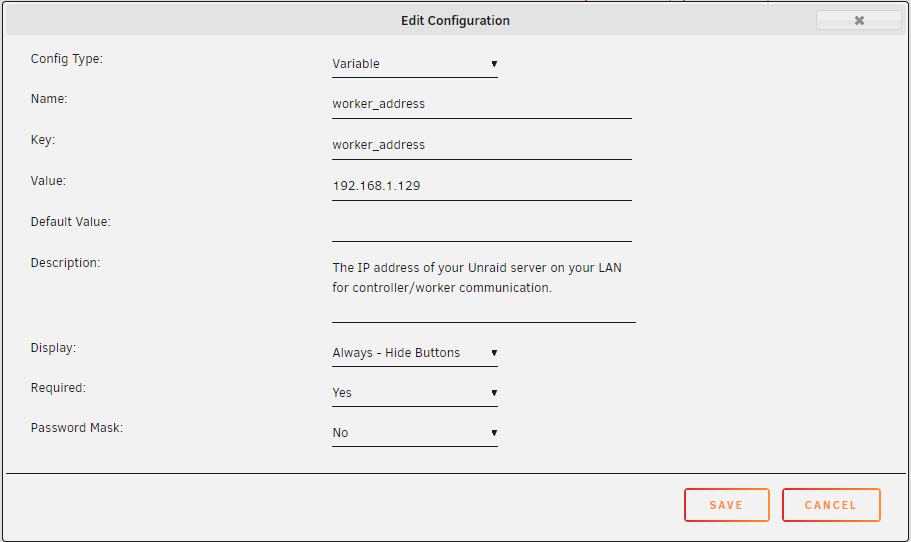 Edit Configuration
Config Type:
Variable
Name:
worker_address
Key:
worker_address
Value:
192.168.1.129
Default Value:
Description:
The IP address of your Unraid server on your LAN
for controller/worker communication.
Display:
Always - Hide Buttons
Required:
Yes
Password Mask:
No
SAVE
CANCEL